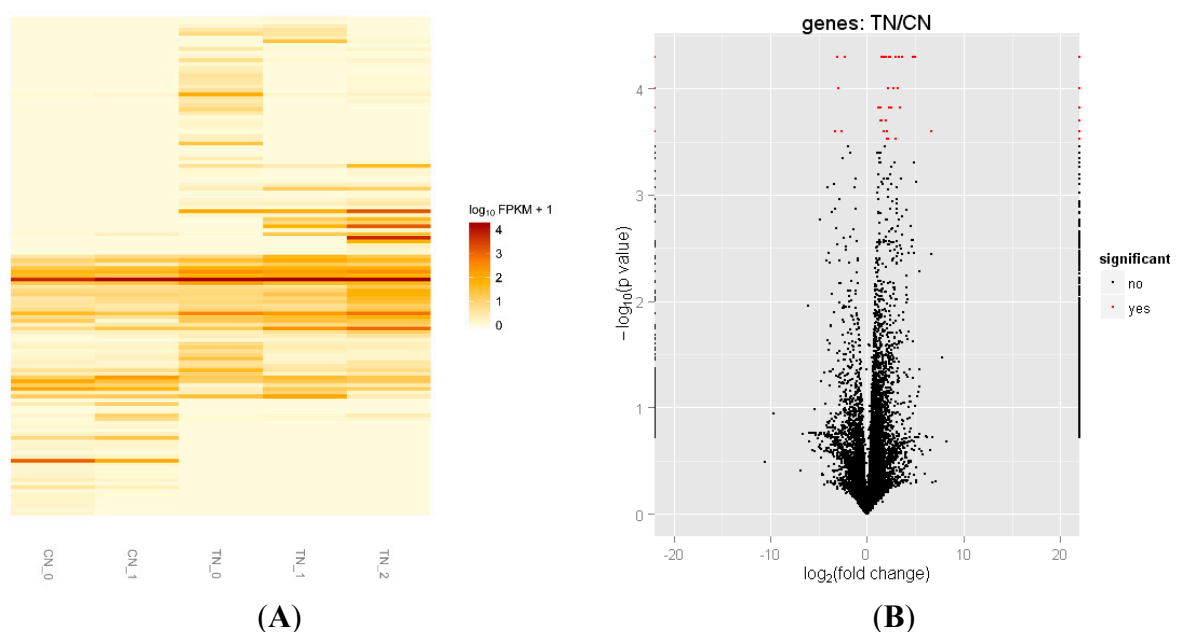 log₁₀ FPKM + 1
4
3
2
1
0
CN_0
CN_1
TN_0
TN_1
TN_2
(A)
genes: TN/CN
−log₁₀(p value)
4
3
2
1
0
-20
-10
0
10
20
log₂(fold change)
significant
no
yes
(B)